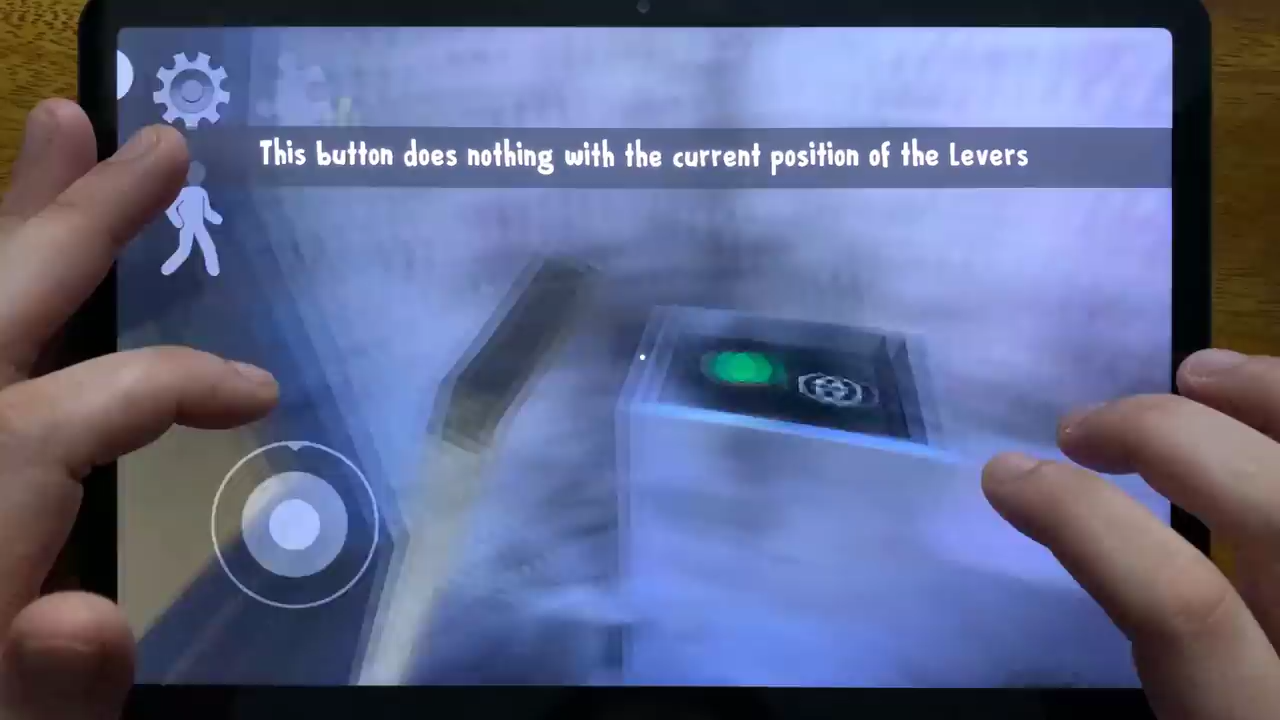 This button does nothing with the current position of the Levers